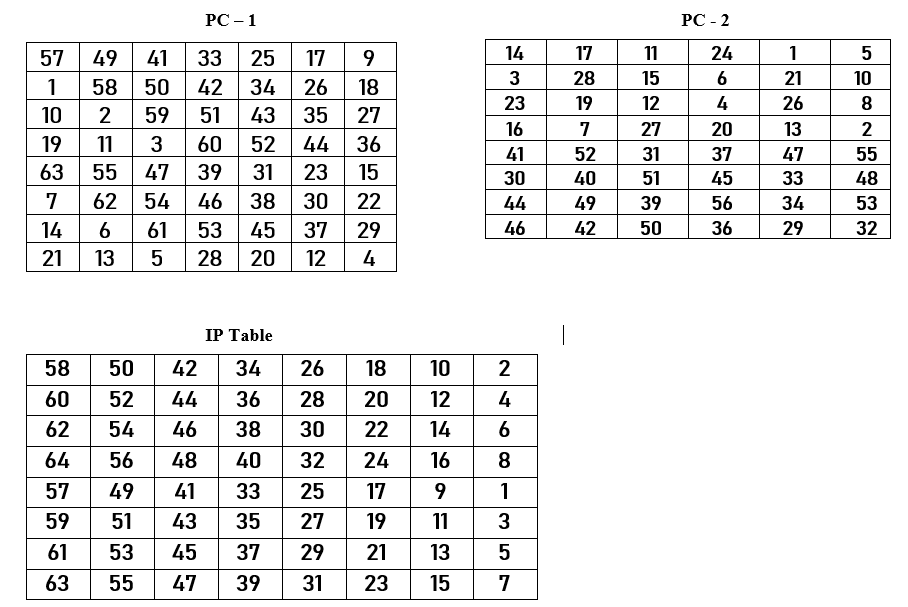 PC – 1
57 49 41 33 25 17 9
1 58 50 42 34 26 18
10 2 59 51 43 35 27
19 11 3 60 52 44 36
63 55 47 39 31 23 15
7 62 54 46 38 30 22
14 6 61 53 45 37 29
21 13 5 28 20 12 4
PC - 2
14 17 11 24 1 5
3 28 15 6 21 10
23 19 12 4 26 8
16 7 27 20 13 2
41 52 31 37 47 55
30 40 51 45 33 48
44 49 39 56 34 53
46 42 50 36 29 32
IP Table
58 50 42 34 26 18 10 2
60 52 44 36 28 20 12 4
62 54 46 38 30 22 14 6
64 56 48 40 32 24 16 8
57 49 41 33 25 17 9 1
59 51 43 35 27 19 11 3
61 53 45 37 29 21 13 5
63 55 47 39 31 23 15 7